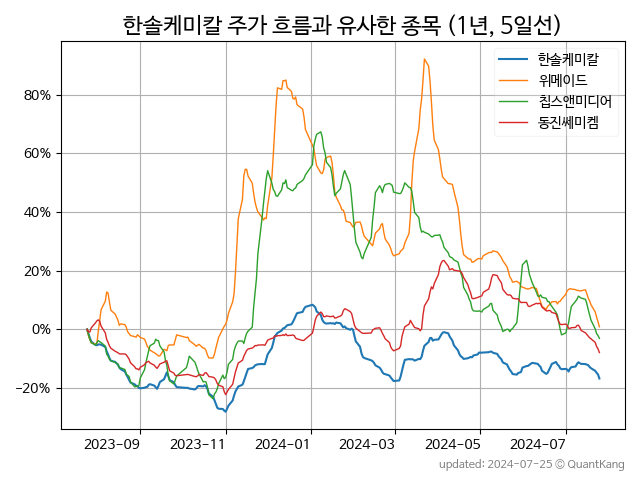 한솔케미칼 주가 흐름과 유사한 종목 (1년, 5일선)
한솔케미칼
위메이드
칩스앤미디어
동진쎄미켐
80%
60%
40%
20%
0%
−20%
2023-09
2023-11
2024-01
2024-03
2024-05
2024-07
updated: 2024-07-25 © QuantKang